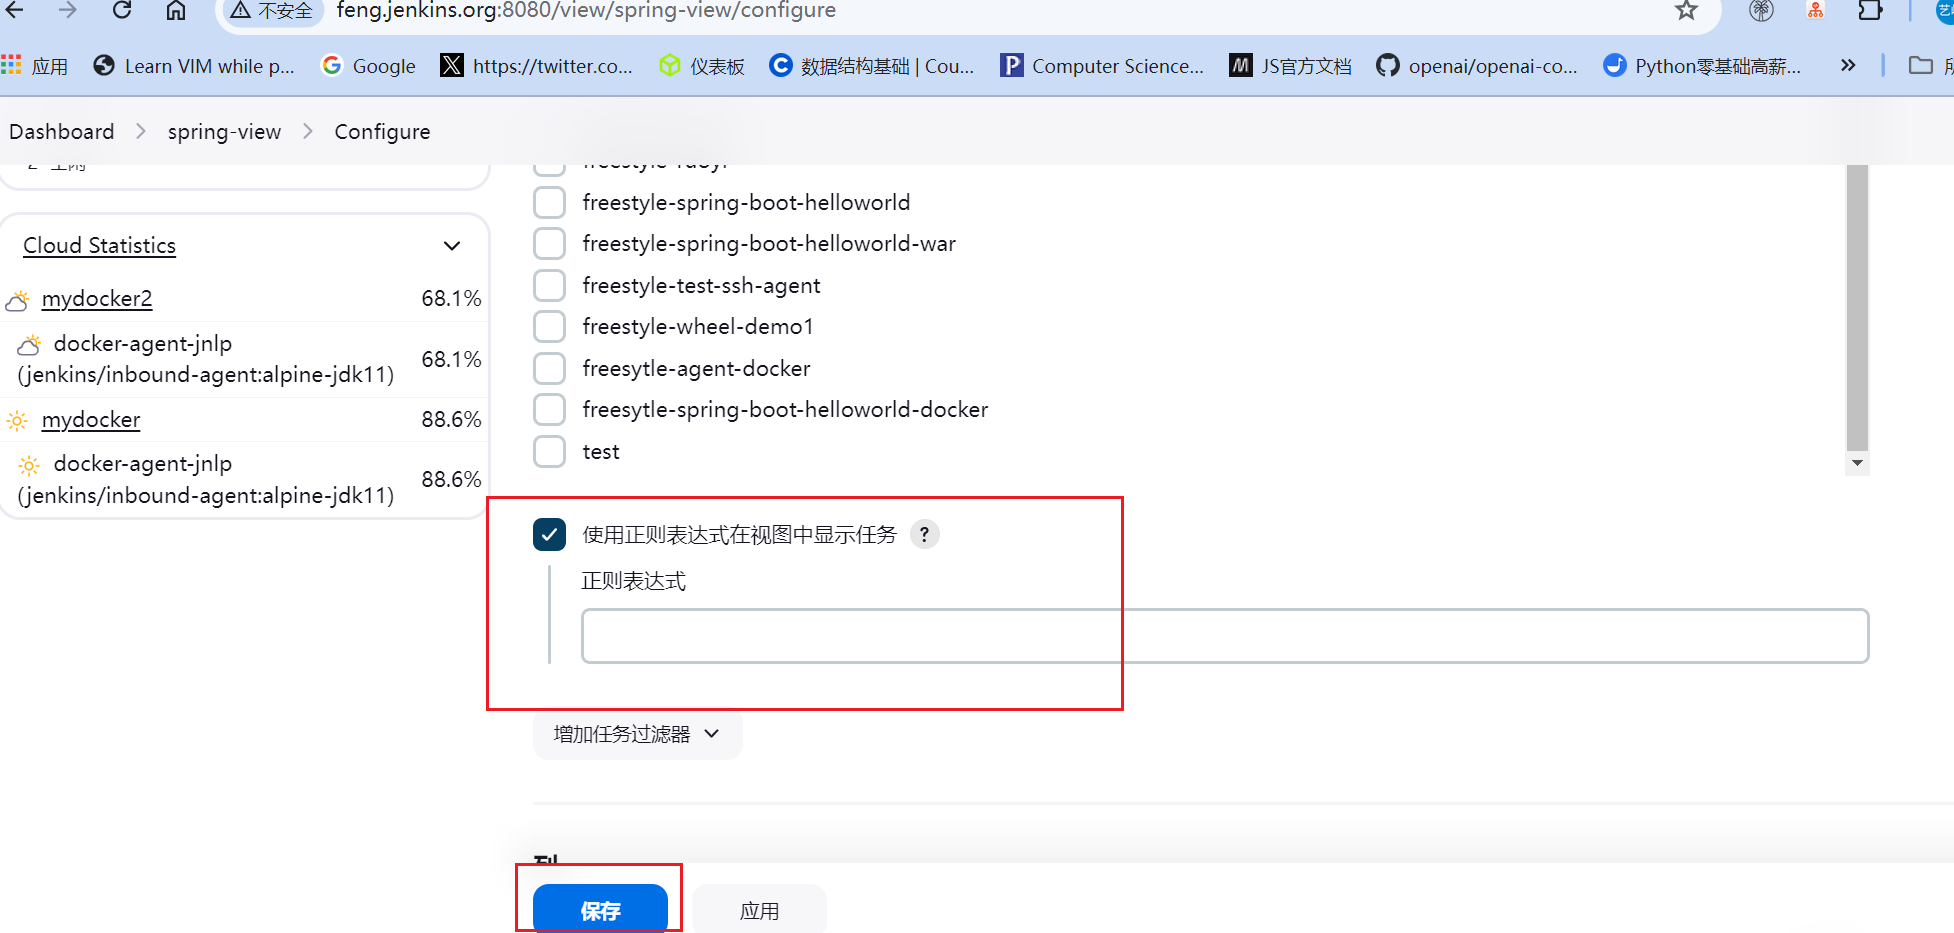 不安全 feng.jenkins.org:8080/view/spring-view/configure
应用 Learn VIM while p... Google https://twitter.co... 仪表板 数据结构基础 | Cou... Computer Science... JS官方文档 openai/openai-co... Python零基础高薪... »
Dashboard > spring-view > Configure
Cloud Statistics
mydocker2 68.1%
docker-agent-jnlp
(jenkins/inbound-agent:alpine-jdk11) 68.1%
mydocker 88.6%
docker-agent-jnlp
(jenkins/inbound-agent:alpine-jdk11) 88.6%
freestyle-spring-boot-helloworld
freestyle-spring-boot-helloworld-war
freestyle-test-ssh-agent
freestyle-wheel-demo1
freesytle-agent-docker
freesytle-spring-boot-helloworld-docker
test
使用正则表达式在视图中显示任务 ?
正则表达式
增加任务过滤器
保存 应用